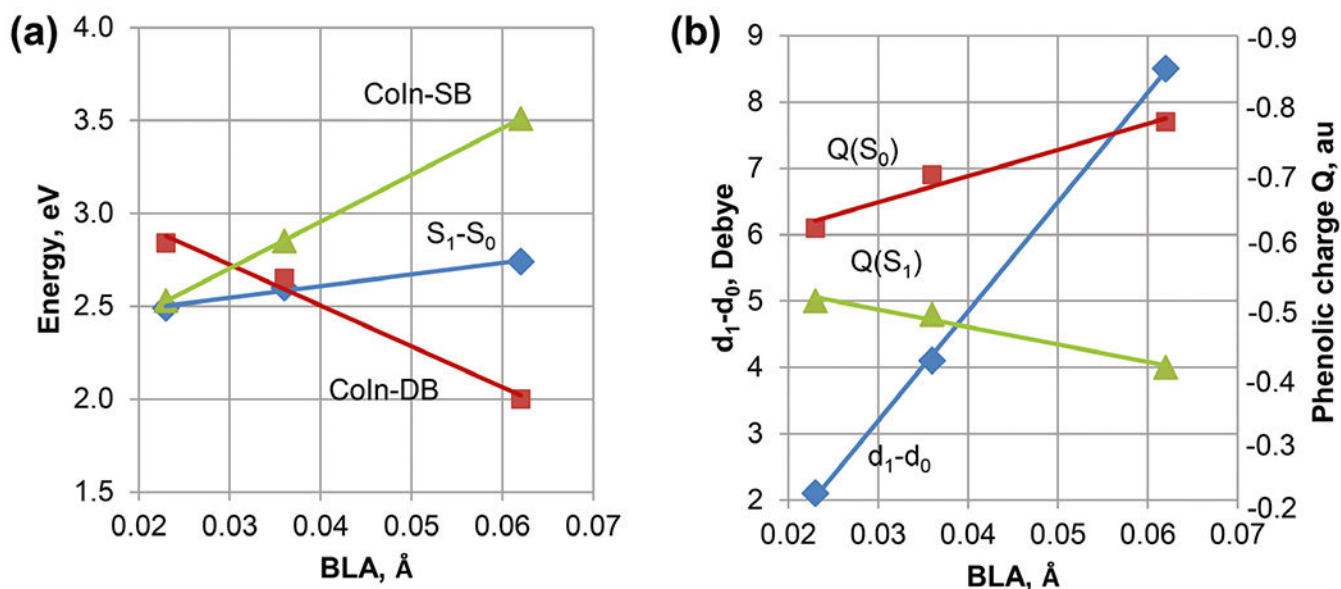 (a)
4.0
3.5
3.0
2.5
2.0
1.5
Energy, eV
CoIn-SB
S₁-S₀
CoIn-DB
0.02 0.03 0.04 0.05 0.06 0.07
BLA, Å
(b)
9
8
7
6
5
4
3
2
d₁-d₀, Debye
Q(S₀)
Q(S₁)
d₁-d₀
-0.9
-0.8
-0.7
-0.6
-0.5
-0.4
-0.3
-0.2
Phenolic charge Q, au
0.02 0.03 0.04 0.05 0.06 0.07
BLA, Å